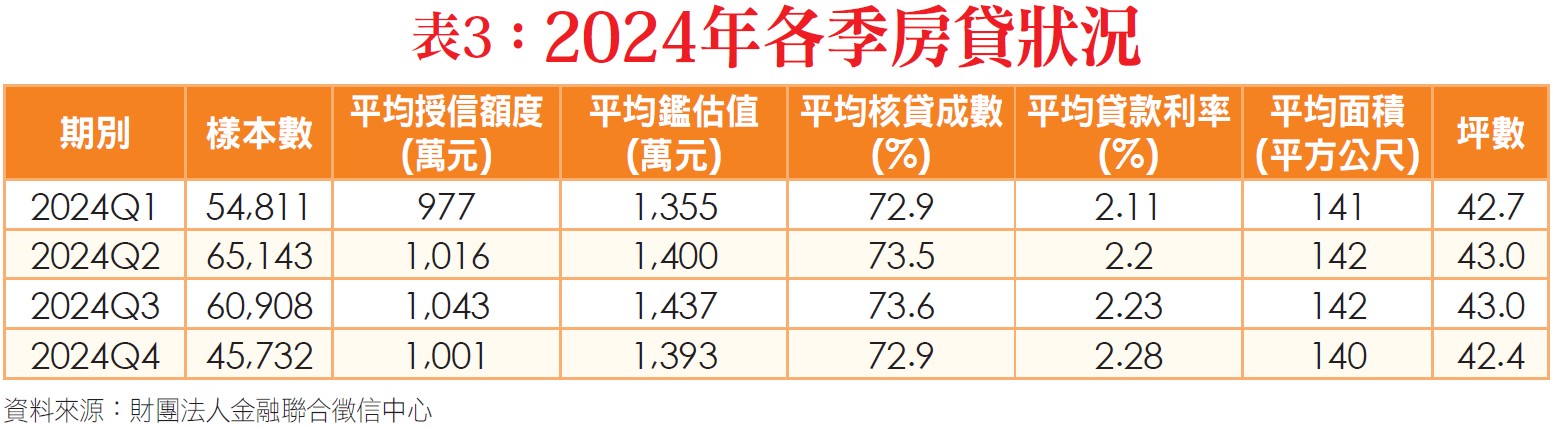 表3：2024年各季房貸狀況
期別 樣本數 平均授信額度(萬元) 平均鑑估值(萬元) 平均核貸成數(%) 平均貸款利率(%) 平均面積(平方公尺) 坪數
2024Q1 54,811 977 1,355 72.9 2.11 141 42.7
2024Q2 65,143 1,016 1,400 73.5 2.2 142 43.0
2024Q3 60,908 1,043 1,437 73.6 2.23 142 43.0
2024Q4 45,732 1,001 1,393 72.9 2.28 140 42.4
資料來源：財團法人金融聯合徵信中心